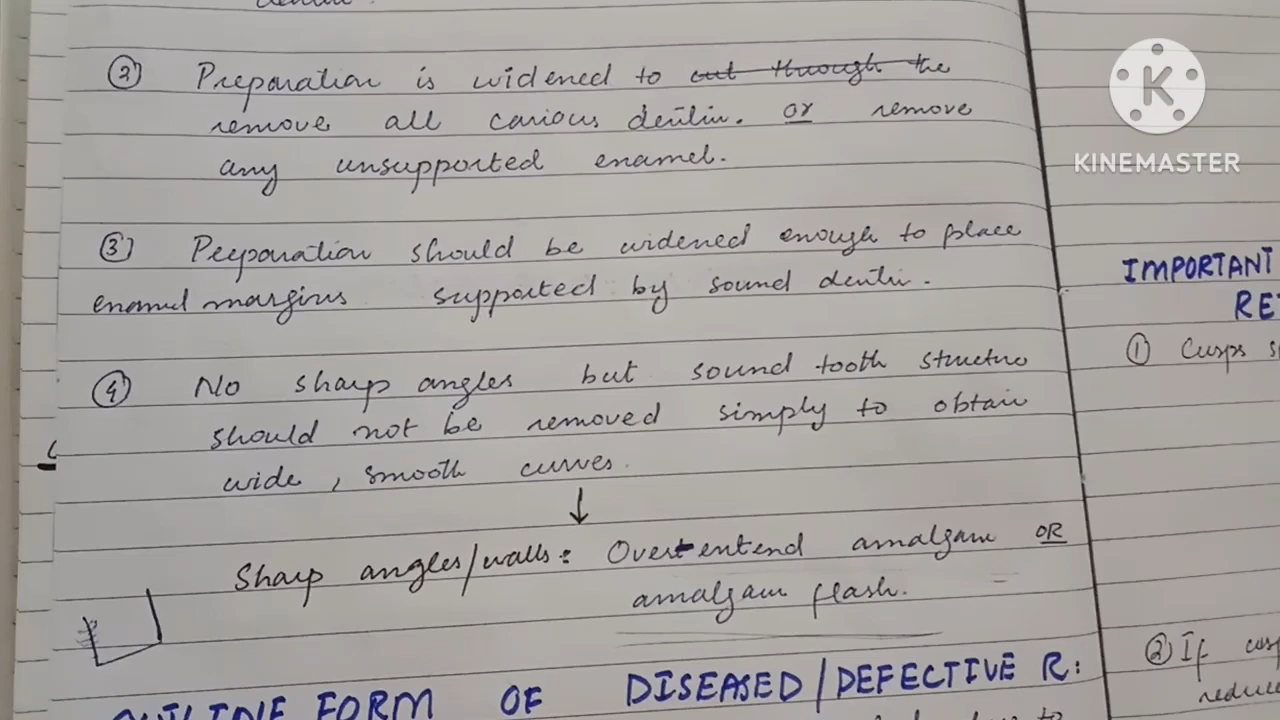 ② Preparation is widened to cut through the
remove all carious dentin. or remove
any unsupported enamel.
③ Preparation should be widened enough to place
enamel margins supported by sound dentin.
④ No sharp angles but sound tooth structure
should not be removed simply to obtain
wide, smooth curves.
↓
Sharp angles/walls: Overextend amalgam OR
amalgam flash.
OUTLINE FORM OF DISEASED/DEFECTIVE R:
KINEMASTER
IMPORTANT
① Cusps
② If